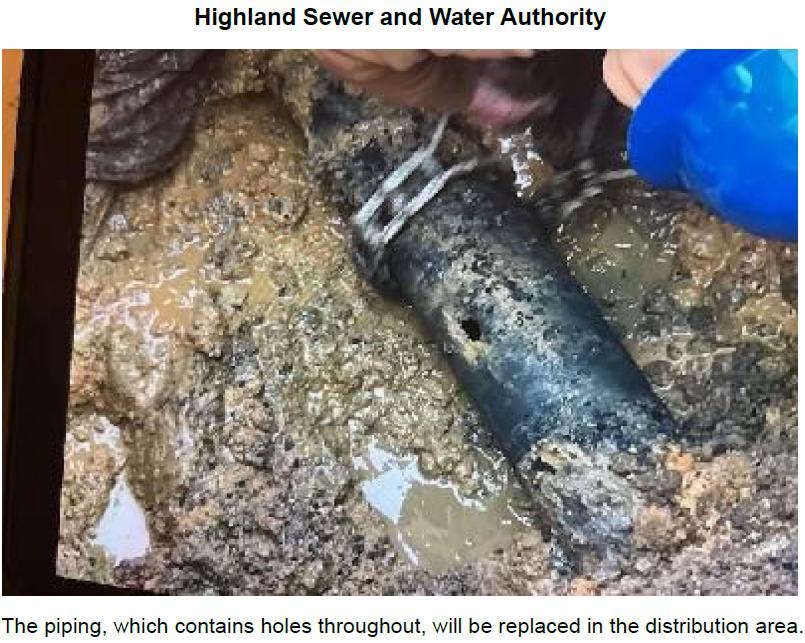 Highland Sewer and Water Authority
The piping, which contains holes throughout, will be replaced in the distribution area.